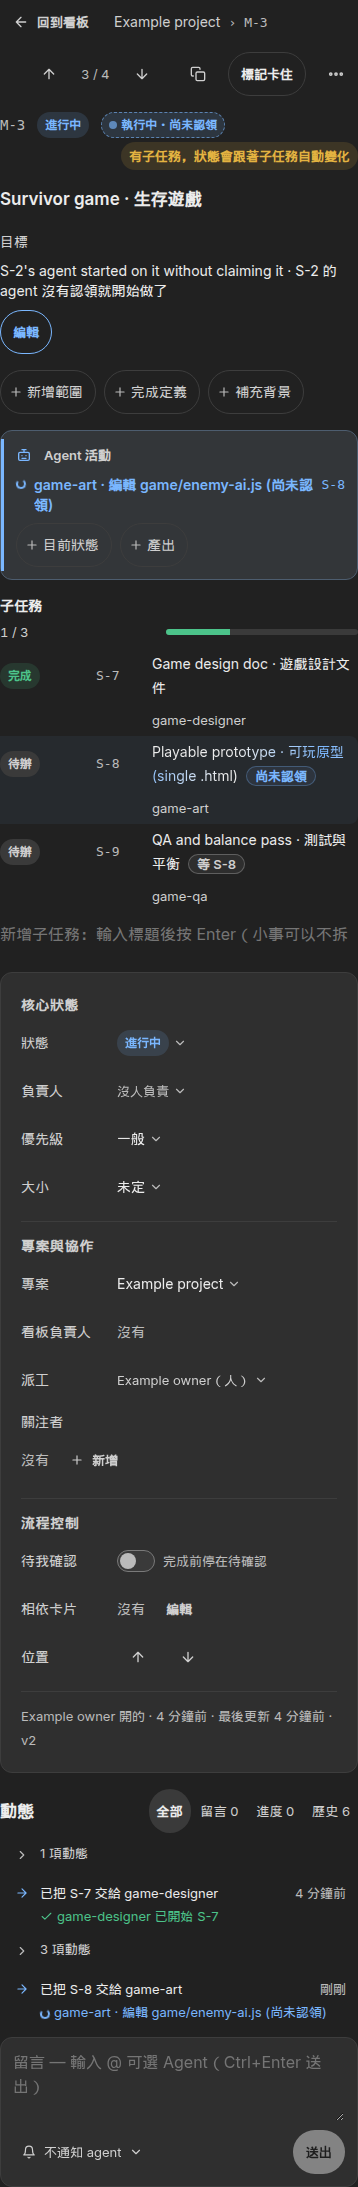 回到看板 Example project › M-3
3 / 4 標記卡住
M-3 進行中 執行中・尚未認領
有子任務，狀態會跟著子任務自動變化
Survivor game · 生存遊戲
目標
S-2's agent started on it without claiming it · S-2 的
agent 沒有認領就開始做了
編輯
新增範圍 完成定義 補充背景
Agent 活動
game-art · 編輯 game/enemy-ai.js (尚未認 S-8
領)
目前狀態 產出
子任務
1 / 3
完成 S-7 Game design doc · 遊戲設計文
件
game-designer
待辦 S-8 Playable prototype · 可玩原型
(single .html) 尚未認領
game-art
待辦 S-9 QA and balance pass · 測試與
平衡 等 S-8
game-qa
新增子任務：輸入標題後按 Enter（小事可以不拆
核心狀態
狀態 進行中
負責人 沒人負責
優先級 一般
大小 未定
專案與協作
專案 Example project
看板負責人 沒有
派工 Example owner（人）
關注者
沒有 新增
流程控制
待我確認 完成前停在待確認
相依卡片 沒有 編輯
位置
Example owner 開的 · 4 分鐘前 · 最後更新 4 分鐘前 ·
v2
動態 全部 留言 0 進度 0 歷史 6
1 項動態
已把 S-7 交給 game-designer 4 分鐘前
game-designer 已開始 S-7
3 項動態
已把 S-8 交給 game-art 剛剛
game-art · 編輯 game/enemy-ai.js (尚未認領)
留言 — 輸入 @ 可選 Agent（Ctrl+Enter 送
出）
不通知 agent 送出